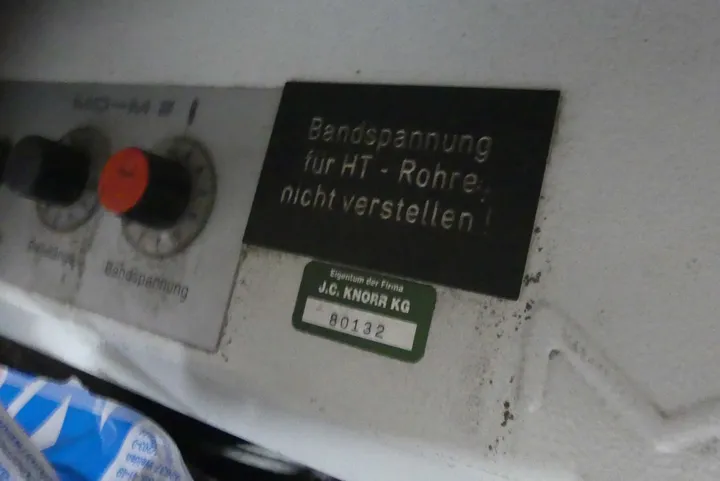 Bandspannung
für HT - Rohre,
nicht verstellen !
Bandspannung
Eigentum der Firma
J.C. KNORR KG
80132